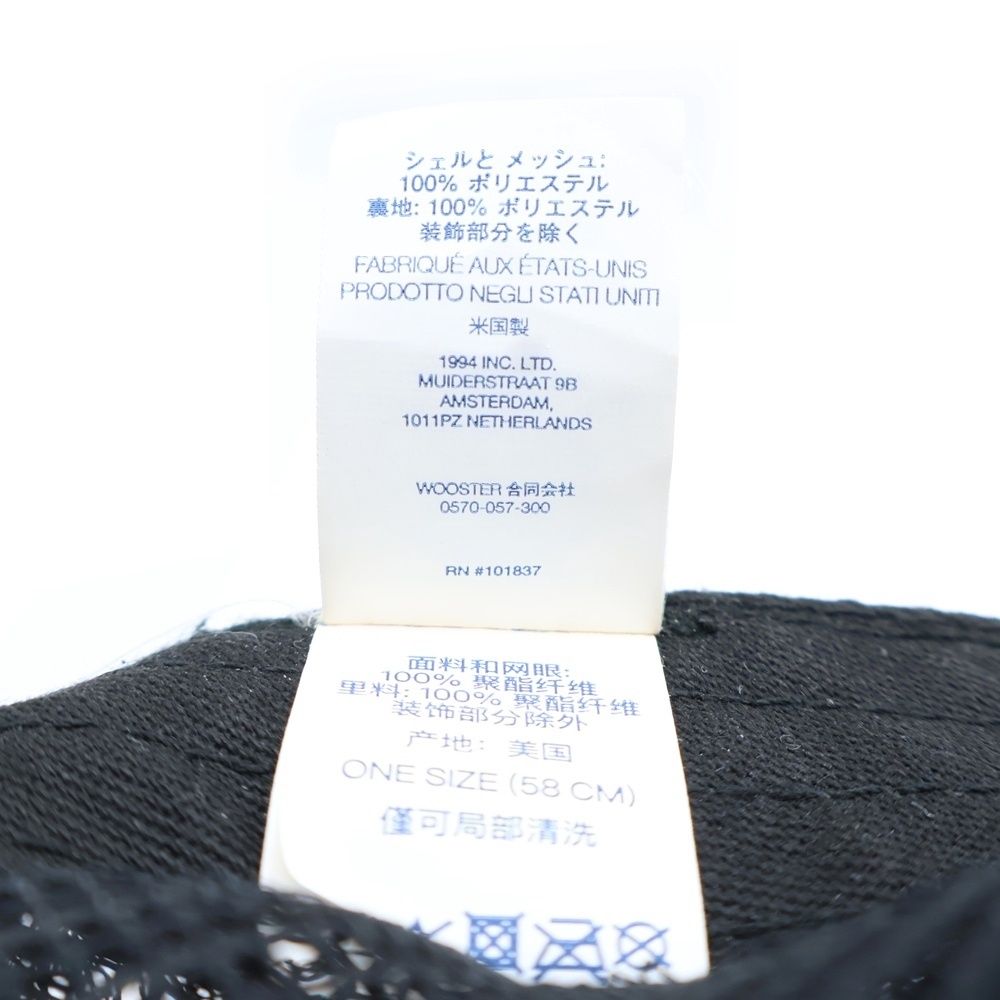 シェルと メッシュ:
100% ポリエステル
裏地: 100% ポリエステル
装飾部分を除く
FABRIQUÉ AUX ÉTATS-UNIS
PRODOTTO NEGLI STATI UNITI
米国製
1994 INC. LTD.
MUIDERSTRAAT 9B
AMSTERDAM,
1011PZ NETHERLANDS
WOOSTER 合同会社
0570-057-300
RN #101837
面料和网眼:
100% 聚酯纤维
里料: 100% 聚酯纤维
装饰部分除外
产地: 美国
ONE SIZE (58 CM)
僅可局部清洗